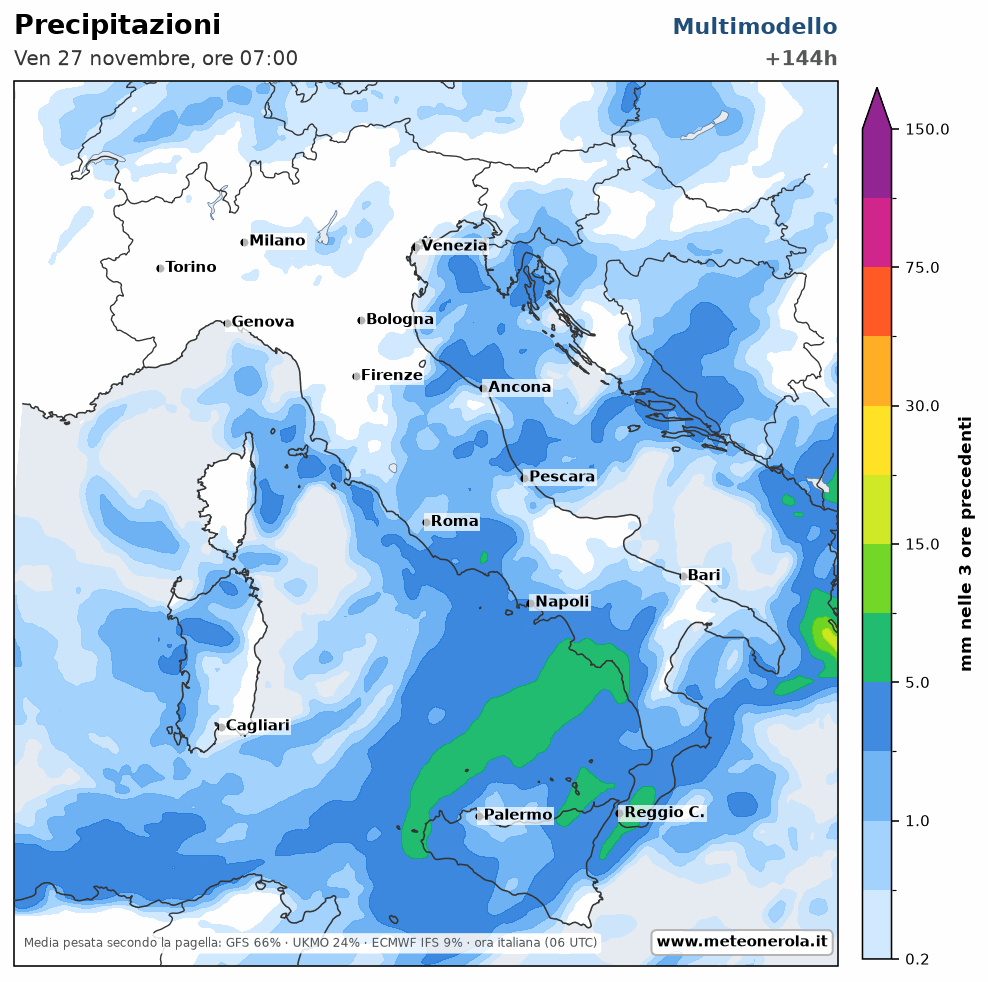 Precipitazioni
Multimodello
Ven 27 novembre, ore 07:00
+144h
150.0
75.0
30.0
15.0
5.0
1.0
0.2
mm nelle 3 ore precedenti
Milano
Venezia
Torino
Genova
Bologna
Firenze
Ancona
Pescara
Roma
Bari
Napoli
Cagliari
Palermo
Reggio C.
Media pesata secondo la pagella: GFS 66% · UKMO 24% · ECMWF IFS 9% · ora italiana (06 UTC)
www.meteonerola.it